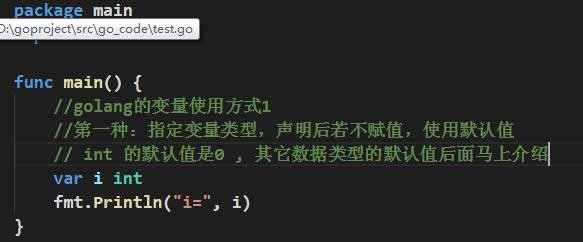 package main
D:\goproject\src\go_code\test.go
func main() {
//golang的变量使用方式1
//第一种：指定变量类型，声明后若不赋值，使用默认值
// int 的默认值是0 , 其它数据类型的默认值后面马上介绍
var i int
fmt.Println("i=", i)
}